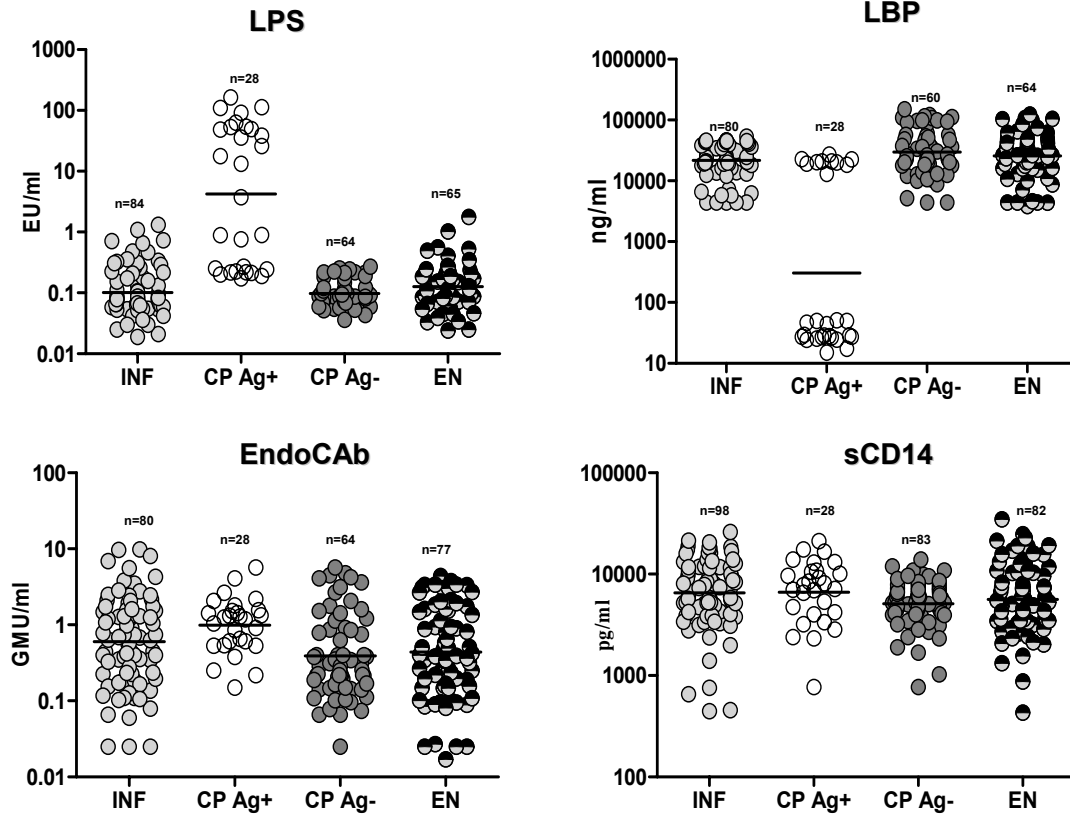 LPS
1000
100
10
1
0.1
0.01
EU/ml
n=84
n=28
n=64
n=65
INF
CP Ag+
CP Ag-
EN
LBP
1000000
100000
10000
1000
100
10
ng/ml
n=80
n=28
n=60
n=64
INF
CP Ag+
CP Ag-
EN
EndoCAb
100
10
1
0.1
0.01
GMU/ml
n=80
n=28
n=64
n=77
INF
CP Ag+
CP Ag-
EN
sCD14
100000
10000
1000
100
pg/ml
n=98
n=28
n=83
n=82
INF
CP Ag+
CP Ag-
EN